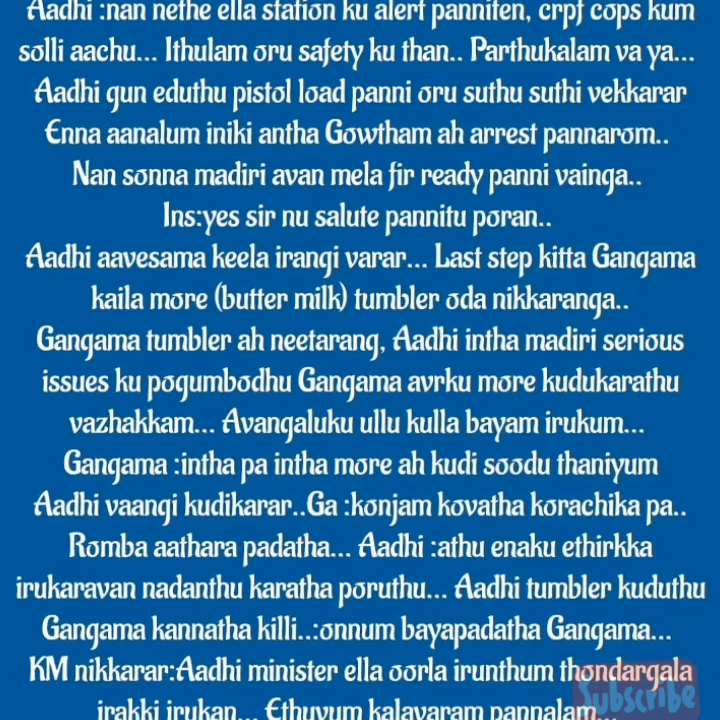 Aadhi :nan nethe ella station ku alert panniten, crpf cops kum
solli aachu... Ithulam oru safety ku than.. Parthukalam va ya...
Aadhi gun eduthu pistol load panni oru suthu suthi vekkarar
Enna aanalum iniki antha Gowtham ah arrest pannarom..
Nan sonna madiri avan mela fir ready panni vainga..
Ins:yes sir nu salute pannitu poran..
Aadhi aavesama keela irangi varar... Last step kitta Gangama
kaila more (butter milk) tumbler oda nikkaranga..
Gangama tumbler ah neetarang, Aadhi intha madiri serious
issues ku pogumbodhu Gangama avrku more kudukarathu
vazhakkam... Avangaluku ullu kulla bayam irukum...
Gangama :intha pa intha more ah kudi soodu thaniyum
Aadhi vaangi kudikarar..Ga :konjam kovatha korachika pa..
Romba aathara padatha... Aadhi :athu enaku ethirkka
irukaravan nadanthu karatha poruthu... Aadhi tumbler kuduthu
Gangama kannatha killi..:onnum bayapadatha Gangama...
KM nikkarar:Aadhi minister ella oorla irunthum thondargala
irakki irukan... Ethuvum kalavaram pannalam...
Subscribe